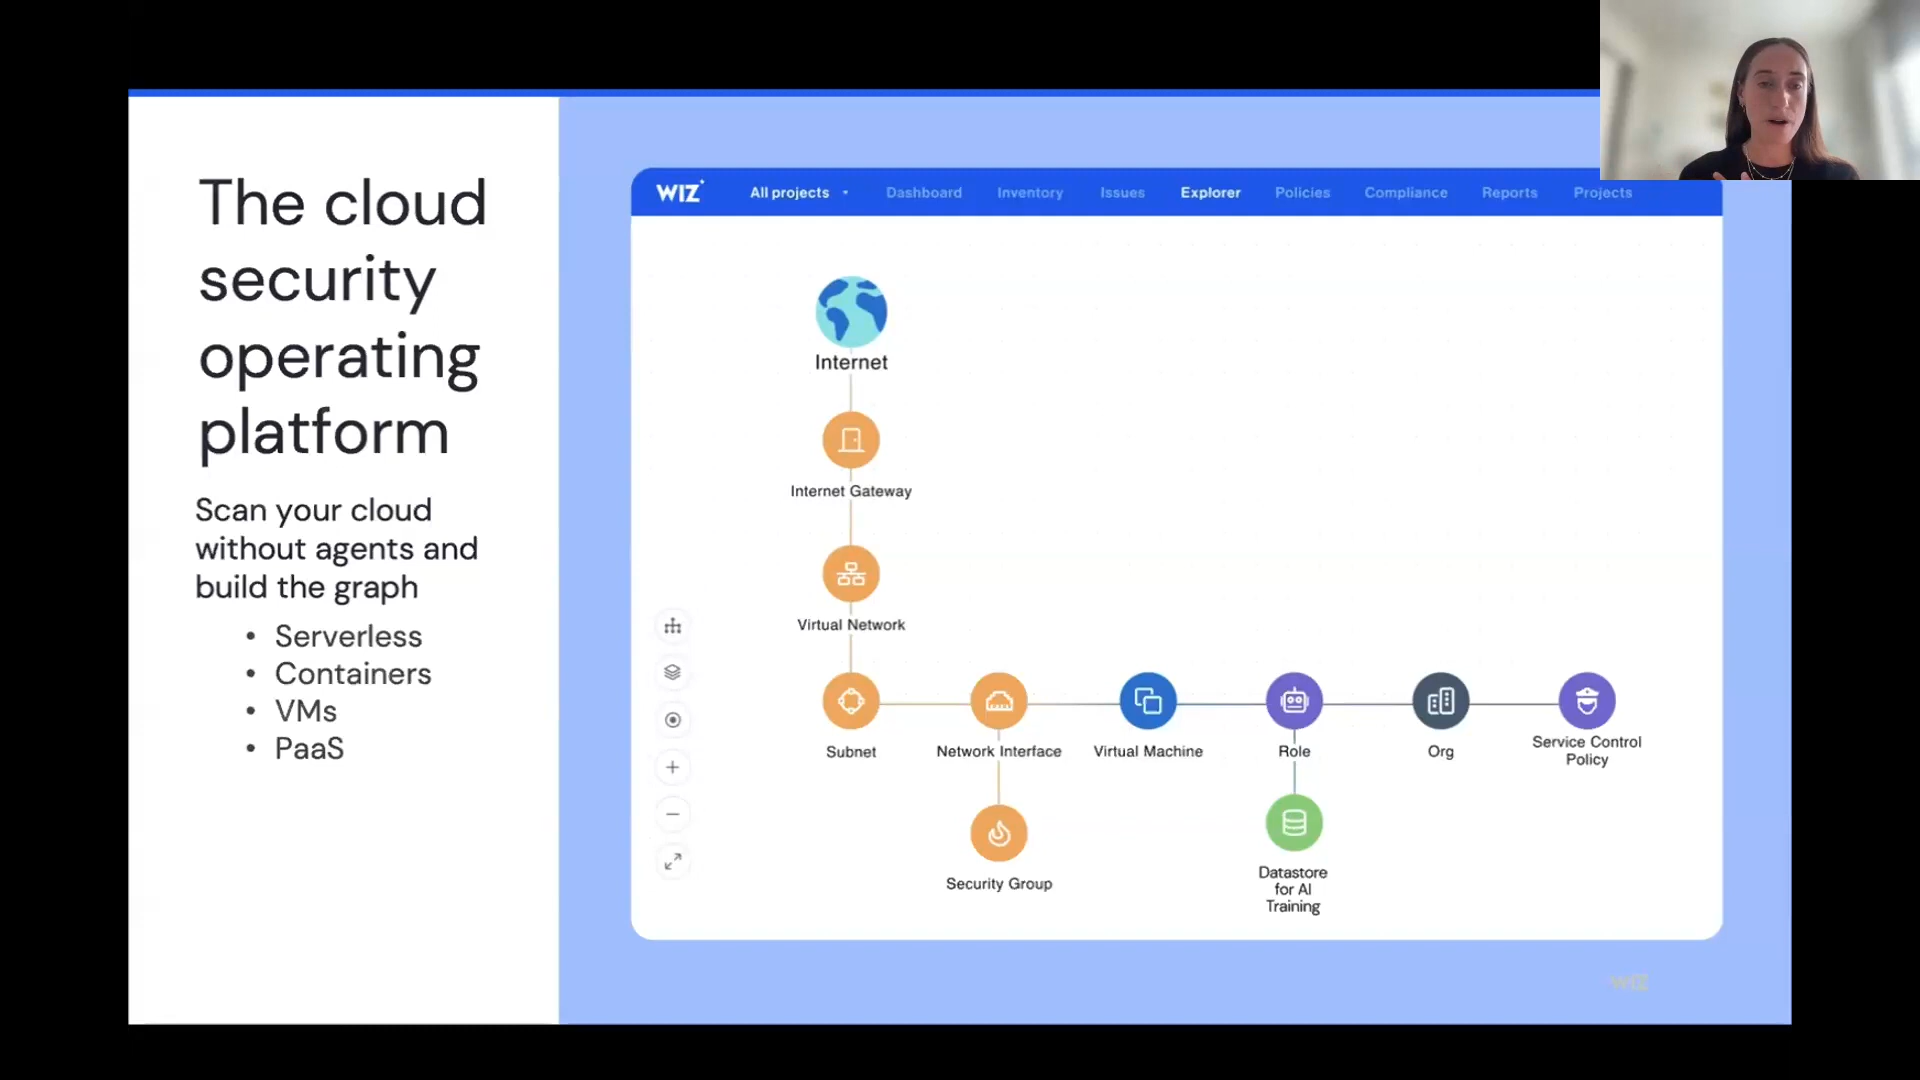 The cloud
security
operating
platform
Scan your cloud
without agents and
build the graph
• Serverless
• Containers
• VMs
• PaaS
WIZ All projects Dashboard Inventory Issues Explorer Policies Compliance Reports Projects
Internet
Internet Gateway
Virtual Network
Subnet
Network Interface
Virtual Machine
Role
Org
Service Control
Policy
Security Group
Datastore
for AI
Training
WIZ